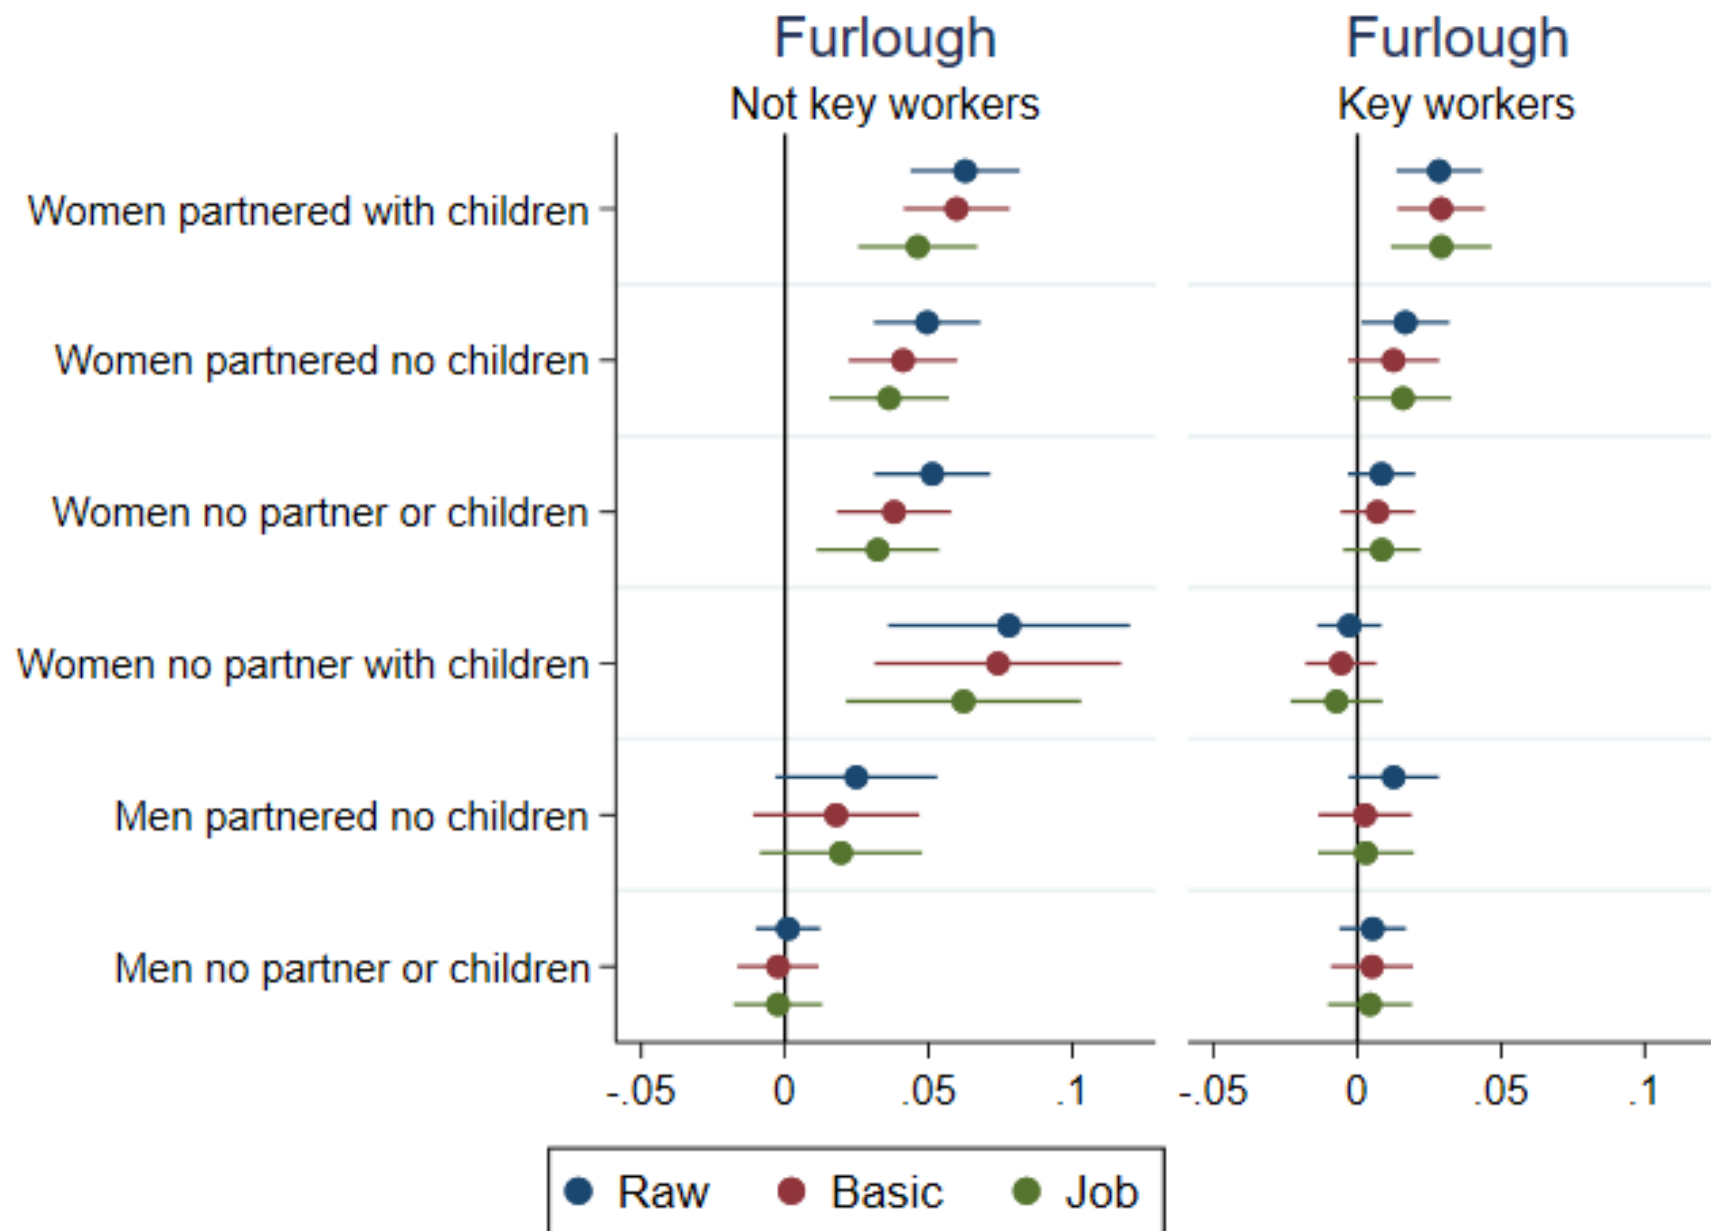 Furlough Furlough
Not key workers Key workers
Women partnered with children
Women partnered no children
Women no partner or children
Women no partner with children
Men partnered no children
Men no partner or children
-.05 0 .05 .1 -.05 0 .05 .1
Raw Basic Job